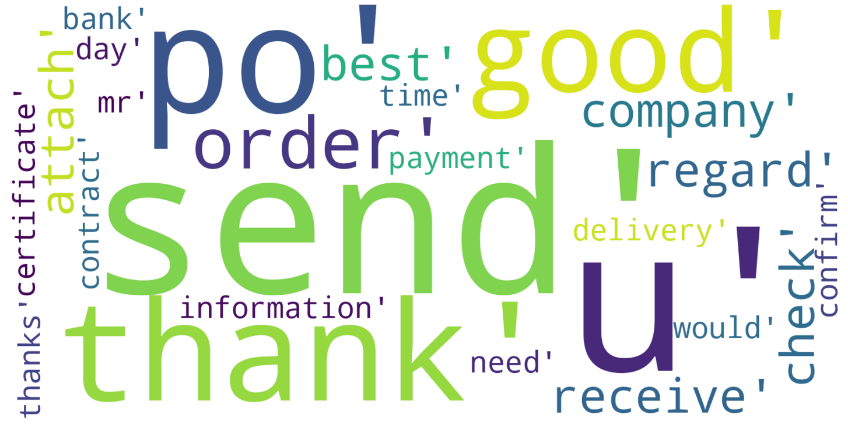 bank'
day'
mr'
po'
best'
time'
good'
company'
attach'
order'
payment'
regard'
certificate'
contract'
send'
u'
delivery'
confirm'
check'
information'
thank'
thanks'
need'
would'
receive'